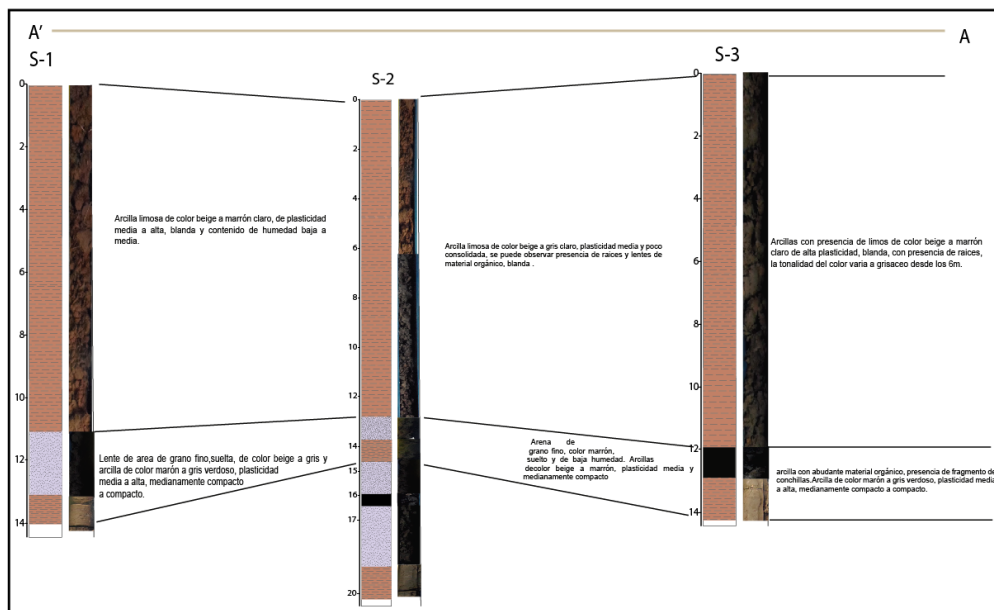 A'
A
S-1
S-2
S-3
0
2
4
6
8
10
12
14
Arcilla limosa de color beige a marrón claro, de plasticidad
media a alta, blanda y contenido de humedad baja a
media.
Lente de area de grano fino,suelta, de color beige a gris y
arcilla de color marón a gris verdoso, plasticidad
media a alta, medianamente compacto
a compacto.
0
2
4
6
8
10
12
14
16
17
20
Arcilla limosa de color beige a gris claro, plasticidad media y poco
consolidada, se puede observar presencia de raices y lentes de
material orgánico, blanda .
Arena de
grano fino, color marrón,
suelto y de baja humedad. Arcillas
decolor beige a marrón, plasticidad media y
medianamente compacto
0
2
4
6
8
10
12
14
Arcillas con presencia de limos de color beige a marrón
claro de alta plasticidad, blanda, con presencia de raices,
la tonalidad del color varia a grisaceo desde los 6m.
arcilla con abudante material orgánico, presencia de fragmento de
conchillas.Arcilla de color marón a gris verdoso, plasticidad media
a alta, medianamente compacto a compacto.